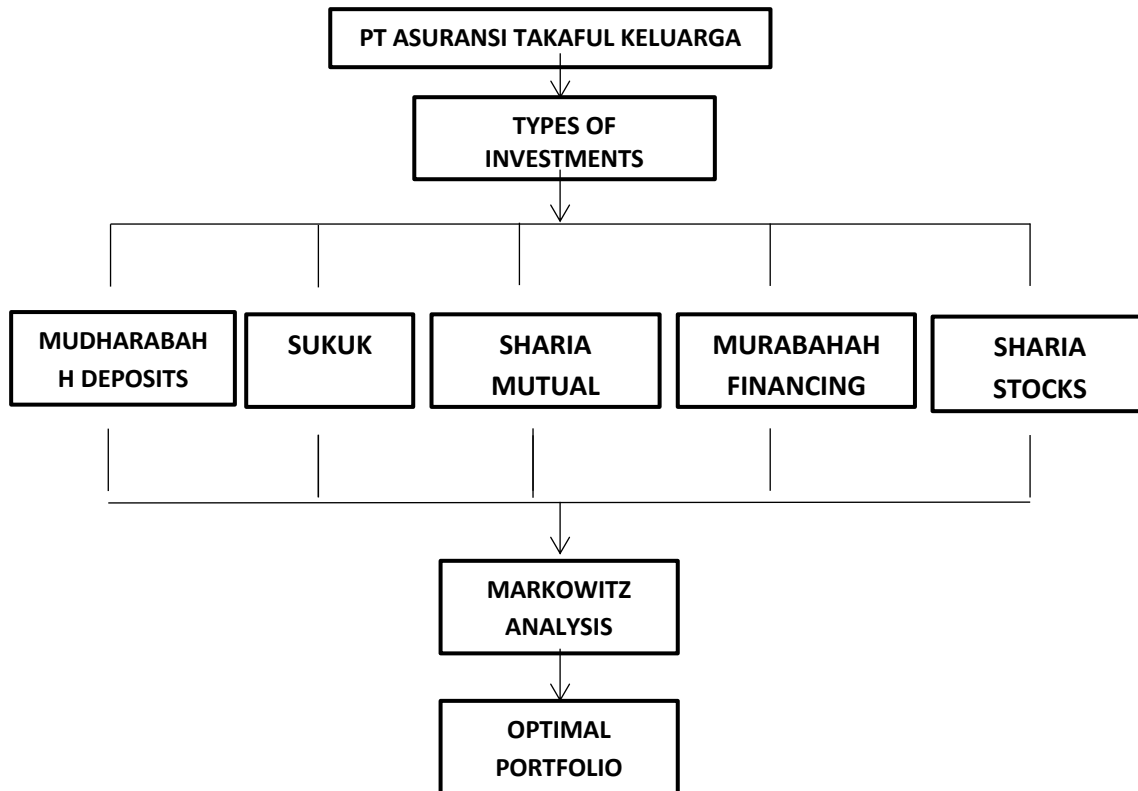 PT ASURANSI TAKAFUL KELUARGA
TYPES OF
INVESTMENTS
MUDHARABAH
H DEPOSITS
SUKUK
SHARIA
MUTUAL
MURABAHAH
FINANCING
SHARIA
STOCKS
MARKOWITZ
ANALYSIS
OPTIMAL
PORTFOLIO